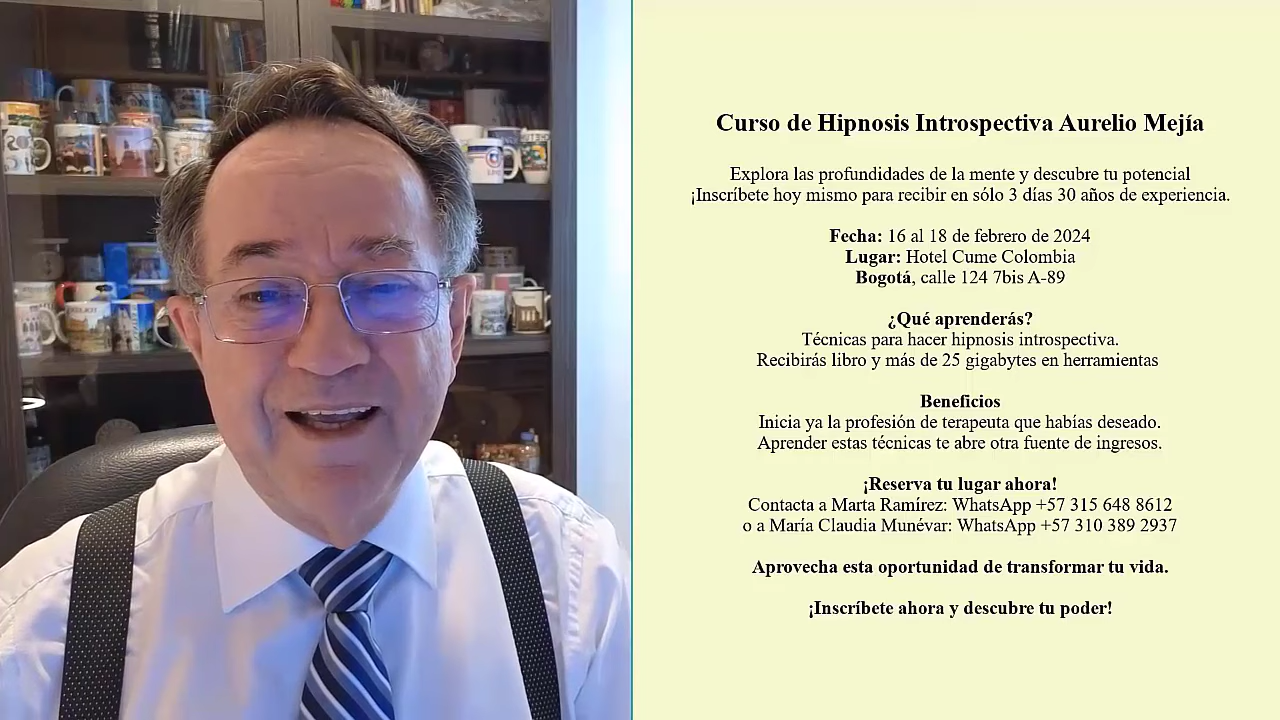 Curso de Hipnosis Introspectiva Aurelio Mejía
Explora las profundidades de la mente y descubre tu potencial
¡Inscríbete hoy mismo para recibir en sólo 3 días 30 años de experiencia.
Fecha: 16 al 18 de febrero de 2024
Lugar: Hotel Cume Colombia
Bogotá, calle 124 7bis A-89
¿Qué aprenderás?
Técnicas para hacer hipnosis introspectiva.
Recibirás libro y más de 25 gigabytes en herramientas
Beneficios
Inicia ya la profesión de terapeuta que habías deseado.
Aprender estas técnicas te abre otra fuente de ingresos.
¡Reserva tu lugar ahora!
Contacta a Marta Ramírez: WhatsApp +57 315 648 8612
o a María Claudia Munévar: WhatsApp +57 310 389 2937
Aprovecha esta oportunidad de transformar tu vida.
¡Inscríbete ahora y descubre tu poder!